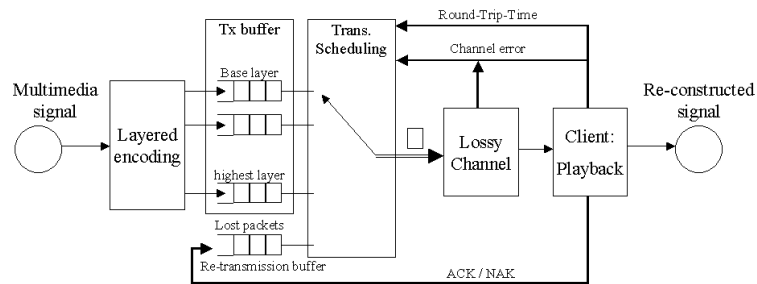 Round-Trip-Time
Tx buffer
Trans.
Scheduling
Channel error
Base layer
Multimedia
signal
Re-constructed
signal
Layered
encoding
Lossy
Channel
Client:
Playback
highest layer
Lost packets
Re-transmission buffer
ACK / NAK